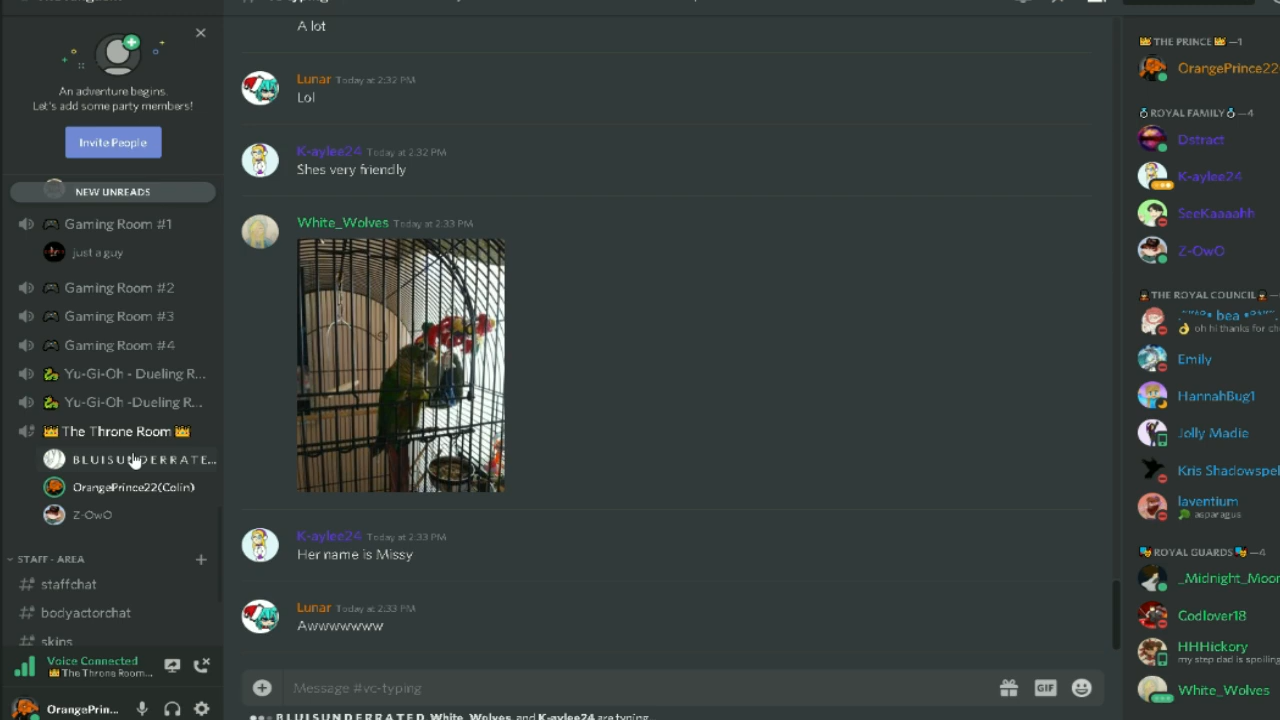 An adventure begins.
Let's add some party members!
Invite People
NEW UNREADS
Gaming Room #1
just a guy
Gaming Room #2
Gaming Room #3
Gaming Room #4
Yu-Gi-Oh - Dueling R...
Yu-Gi-Oh -Dueling R...
The Throne Room
BLUISUNDERRATE...
OrangePrince22(Colin)
Z-OwO
STAFF - AREA
staffchat
bodyactorchat
skins
Voice Connected
The Throne Room...
OrangePrin...
A lot
Lunar Today at 2:32 PM
Lol
K-aylee24 Today at 2:32 PM
Shes very friendly
White_Wolves Today at 2:33 PM
K-aylee24 Today at 2:33 PM
Her name is Missy
Lunar Today at 2:33 PM
Awwwwwww
Message #vc-typing
GIF
BLUISUNDERRATED, White_Wolves, and K-aylee24 are typing...
THE PRINCE —1
OrangePrince22
ROYAL FAMILY —4
Dstract
K-aylee24
SeeKaaaahh
Z-OwO
THE ROYAL COUNCIL —
bea
oh hi thanks for ch
Emily
HannahBug1
Jolly Madie
Kris Shadowspel
laventium
asparagus
ROYAL GUARDS —4
_Midnight_Moon
Codlover18
HHHickory
my step dad is spoiling
White_Wolves